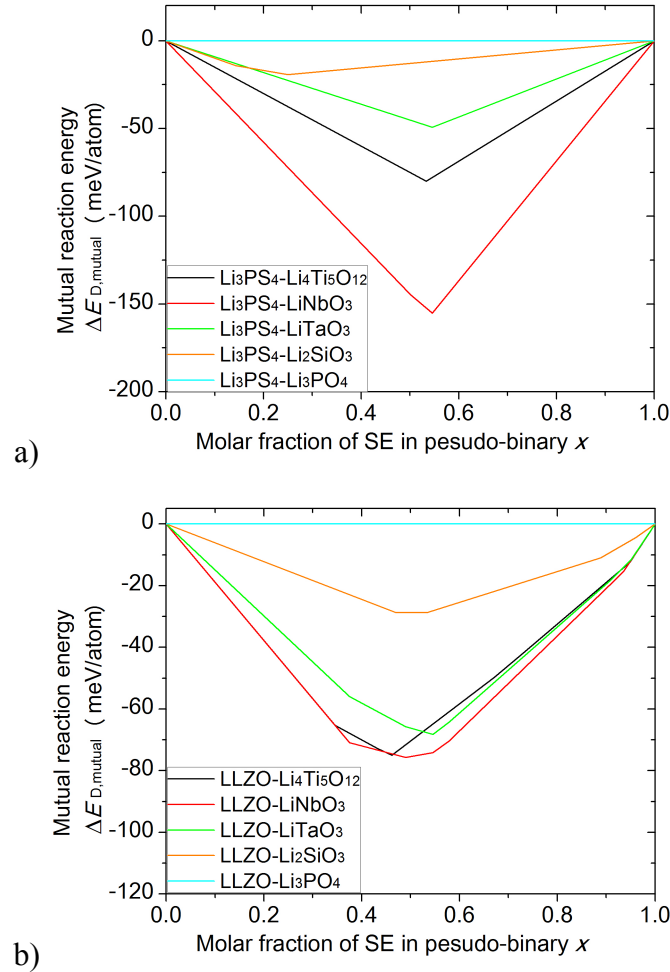 a)
Mutual reaction energy
ΔE D,mutual ( meV/atom)
0
-50
-100
-150
-200
Li3PS4-Li4Ti5O12
Li3PS4-LiNbO3
Li3PS4-LiTaO3
Li3PS4-Li2SiO3
Li3PS4-Li3PO4
0.0 0.2 0.4 0.6 0.8 1.0
Molar fraction of SE in pesudo-binary x
b)
Mutual reaction energy
ΔE D,mutual ( meV/atom)
0
-20
-40
-60
-80
-100
-120
LLZO-Li4Ti5O12
LLZO-LiNbO3
LLZO-LiTaO3
LLZO-Li2SiO3
LLZO-Li3PO4
0.0 0.2 0.4 0.6 0.8 1.0
Molar fraction of SE in pesudo-binary x